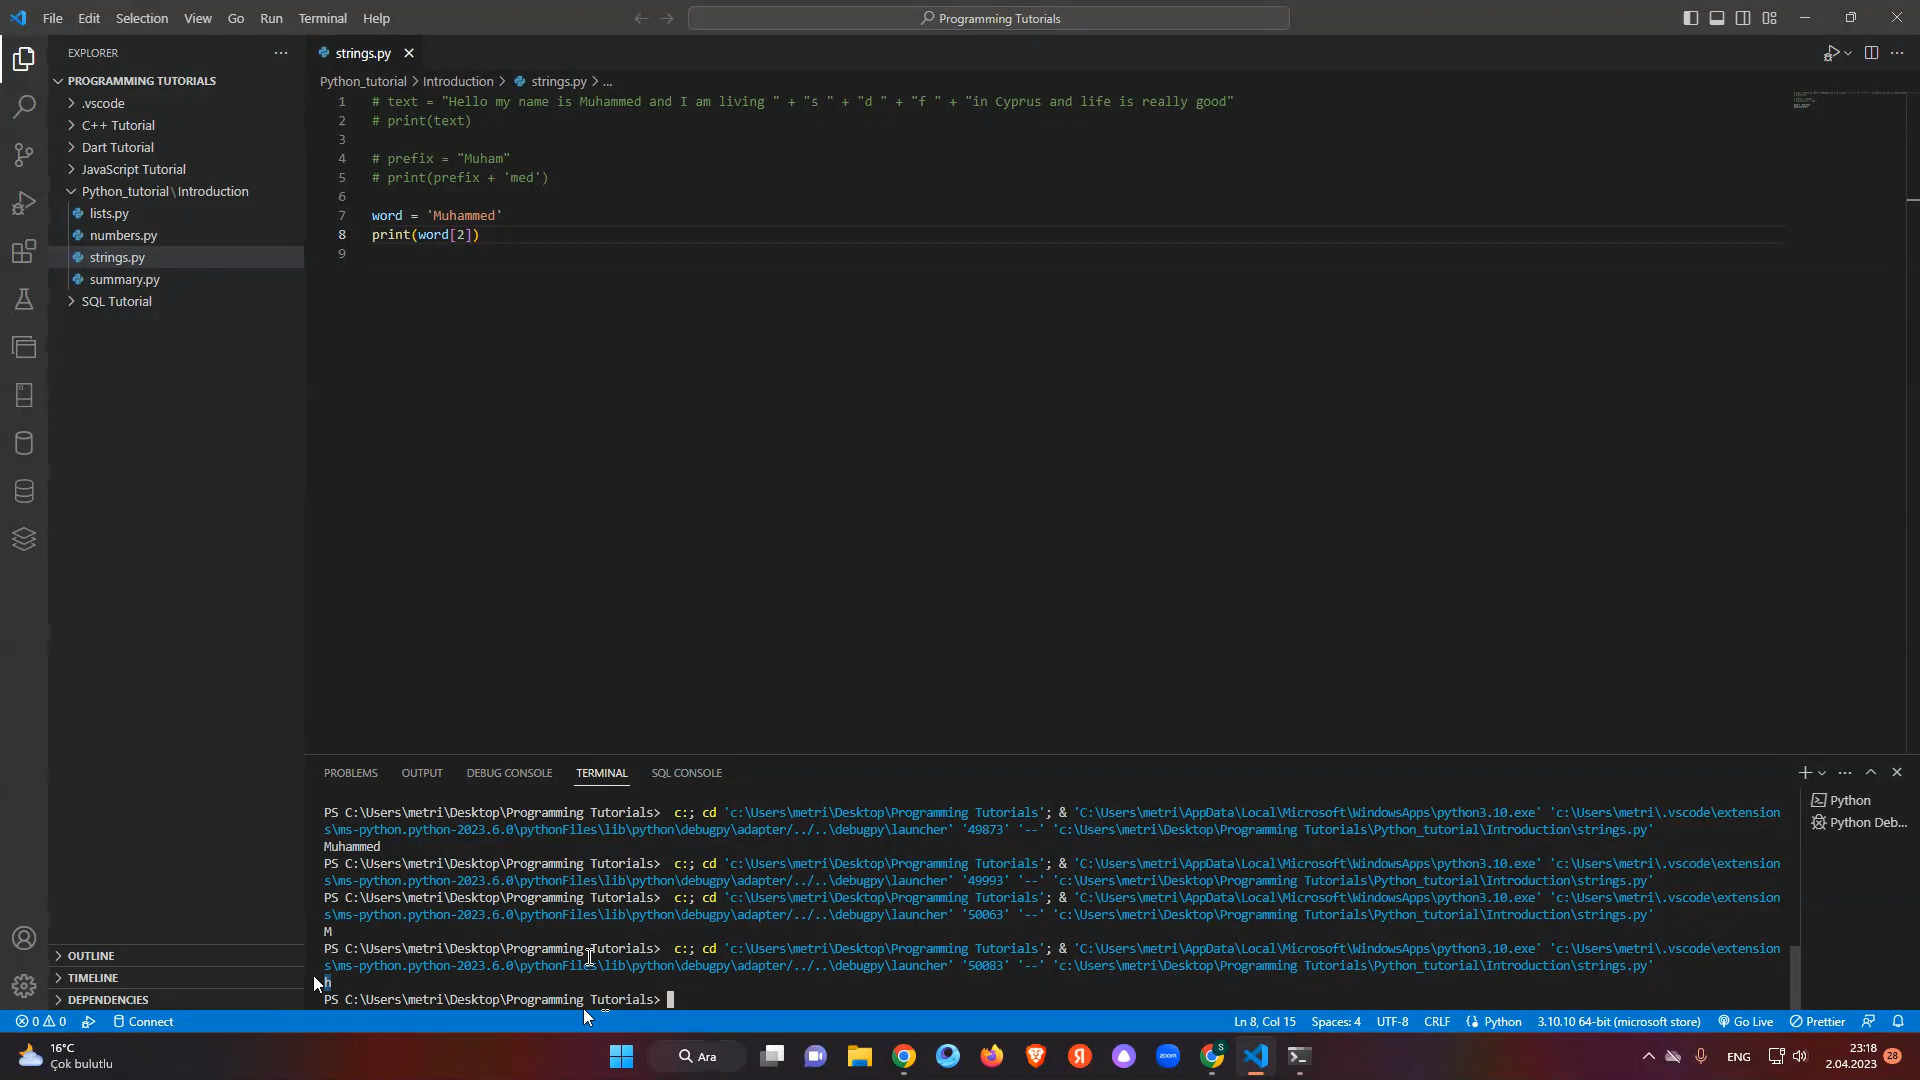 File Edit Selection View Go Run Terminal Help
Programming Tutorials
EXPLORER
strings.py
PROGRAMMING TUTORIALS
.vscode
C++ Tutorial
Dart Tutorial
JavaScript Tutorial
Python_tutorial \ Introduction
lists.py
numbers.py
strings.py
summary.py
SQL Tutorial
Python_tutorial > Introduction > strings.py > ...
1 # text = "Hello my name is Muhammed and I am living " + "s " + "d " + "f " + "in Cyprus and life is really good"
2 # print(text)
3
4 # prefix = "Muham"
5 # print(prefix + 'med')
6
7 word = 'Muhammed'
8 print(word[2])
9
PROBLEMS OUTPUT DEBUG CONSOLE TERMINAL SQL CONSOLE
PS C:\Users\metri\Desktop\Programming Tutorials>  c:; cd 'c:\Users\metri\Desktop\Programming Tutorials'; & 'C:\Users\metri\AppData\Local\Microsoft\WindowsApps\python3.10.exe' 'c:\Users\metri\.vscode\extension
s\ms-python.python-2023.6.0\pythonFiles\lib\python\debugpy\adapter/../..\debugpy\launcher' '49873' '--' 'c:\Users\metri\Desktop\Programming Tutorials\Python_tutorial\Introduction\strings.py'
Muhammed
PS C:\Users\metri\Desktop\Programming Tutorials>  c:; cd 'c:\Users\metri\Desktop\Programming Tutorials'; & 'C:\Users\metri\AppData\Local\Microsoft\WindowsApps\python3.10.exe' 'c:\Users\metri\.vscode\extension
s\ms-python.python-2023.6.0\pythonFiles\lib\python\debugpy\adapter/../..\debugpy\launcher' '49993' '--' 'c:\Users\metri\Desktop\Programming Tutorials\Python_tutorial\Introduction\strings.py'
PS C:\Users\metri\Desktop\Programming Tutorials>  c:; cd 'c:\Users\metri\Desktop\Programming Tutorials'; & 'C:\Users\metri\AppData\Local\Microsoft\WindowsApps\python3.10.exe' 'c:\Users\metri\.vscode\extension
s\ms-python.python-2023.6.0\pythonFiles\lib\python\debugpy\adapter/../..\debugpy\launcher' '50063' '--' 'c:\Users\metri\Desktop\Programming Tutorials\Python_tutorial\Introduction\strings.py'
M
PS C:\Users\metri\Desktop\Programming Tutorials>  c:; cd 'c:\Users\metri\Desktop\Programming Tutorials'; & 'C:\Users\metri\AppData\Local\Microsoft\WindowsApps\python3.10.exe' 'c:\Users\metri\.vscode\extension
s\ms-python.python-2023.6.0\pythonFiles\lib\python\debugpy\adapter/../..\debugpy\launcher' '50083' '--' 'c:\Users\metri\Desktop\Programming Tutorials\Python_tutorial\Introduction\strings.py'
h
PS C:\Users\metri\Desktop\Programming Tutorials>
Python
Python Deb...
OUTLINE
TIMELINE
DEPENDENCIES
0 0 Connect
Ln 8, Col 15 Spaces: 4 UTF-8 CRLF Python 3.10.10 64-bit (microsoft store) Go Live Prettier
16°C
Çok bulutlu
Ara
zoom
S
ENG
23:18
2.04.2023
28